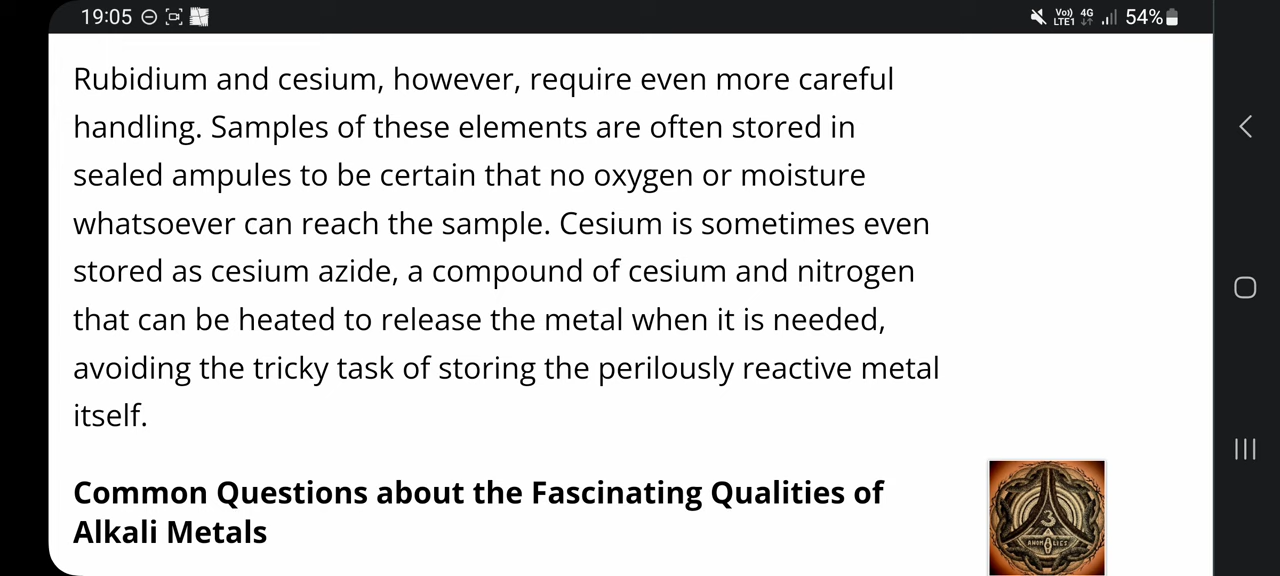 19:05 Vo)) LTE1 4G 54%
Rubidium and cesium, however, require even more careful
handling. Samples of these elements are often stored in
sealed ampules to be certain that no oxygen or moisture
whatsoever can reach the sample. Cesium is sometimes even
stored as cesium azide, a compound of cesium and nitrogen
that can be heated to release the metal when it is needed,
avoiding the tricky task of storing the perilously reactive metal
itself.
Common Questions about the Fascinating Qualities of
Alkali Metals
3